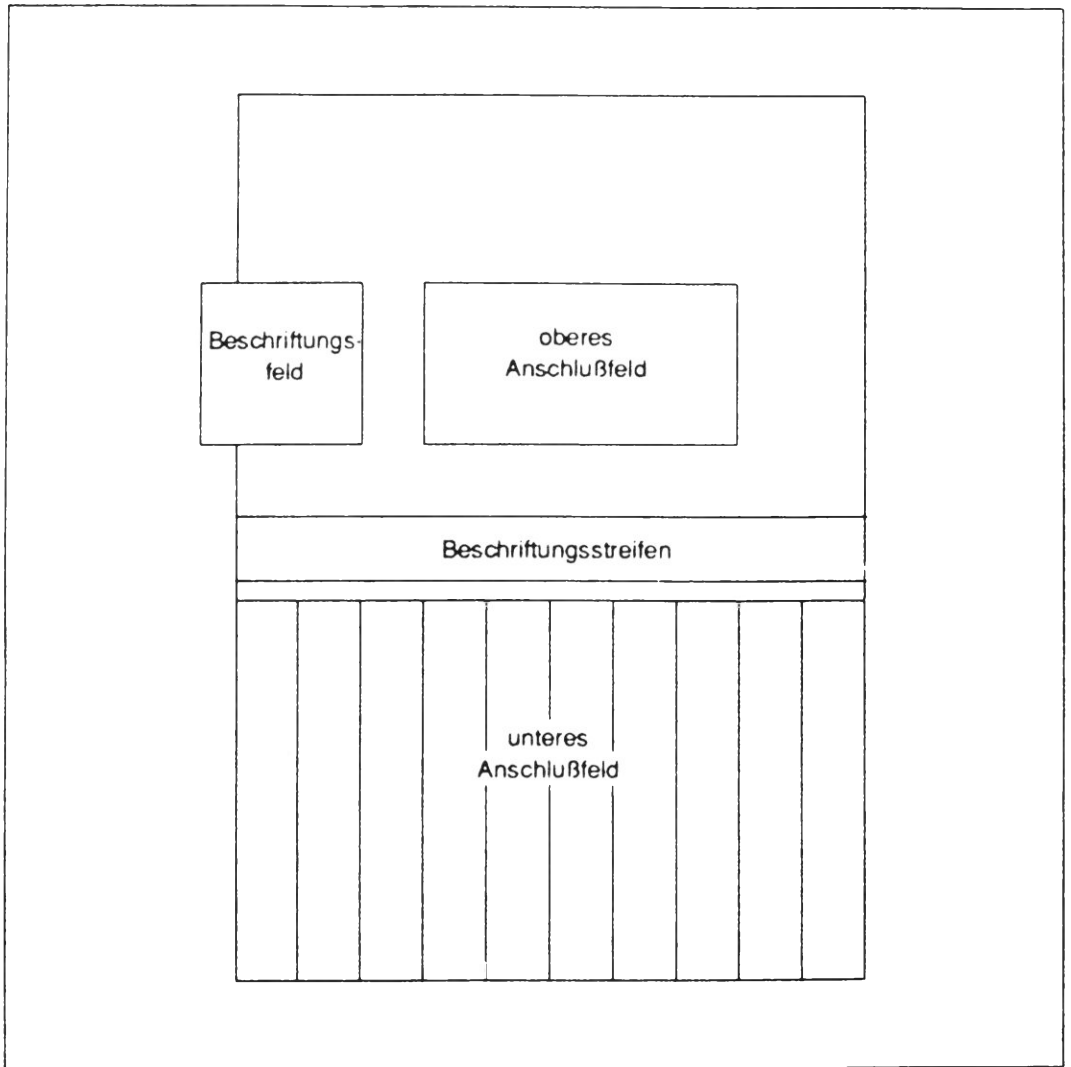 Beschriftungs-
feld
oberes
Anschlußfeld
Beschriftungsstreifen
unteres
Anschlußfeld